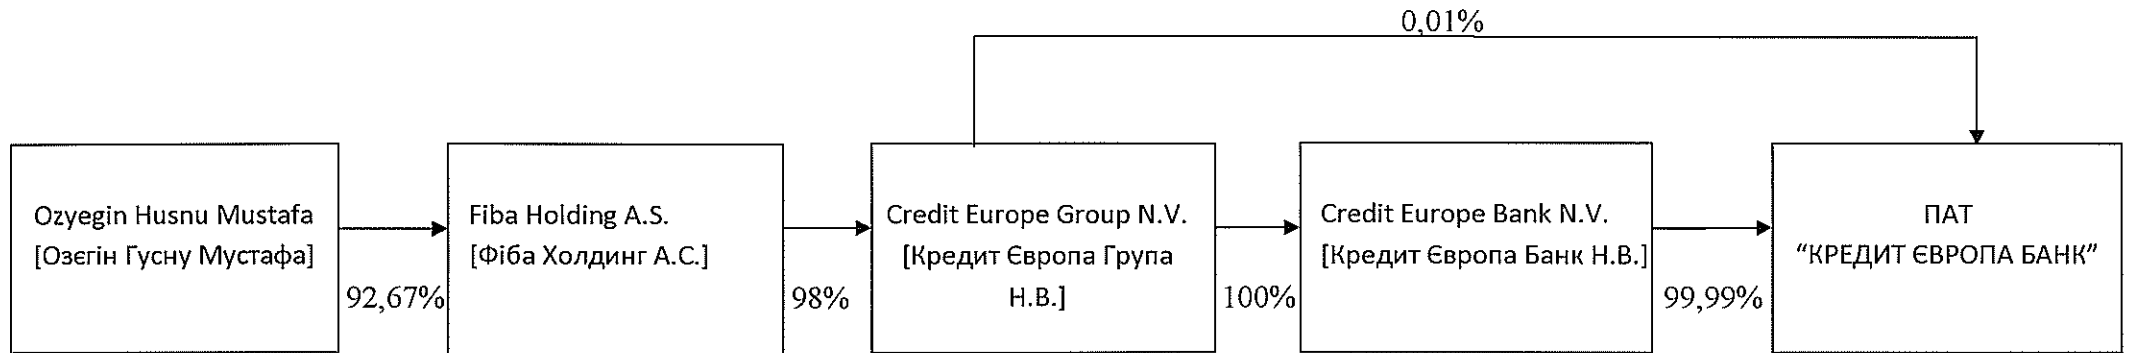 0,01%
Ozyegin Husnu Mustafa
[Озєгін Гусну Мустафа]
92,67%
Fiba Holding A.S.
[Фіба Холдинг А.С.]
98%
Credit Europe Group N.V.
[Кредит Європа Група
Н.В.]
100%
Credit Europe Bank N.V.
[Кредит Європа Банк Н.В.]
99,99%
ПАТ
“КРЕДИТ ЄВРОПА БАНК”